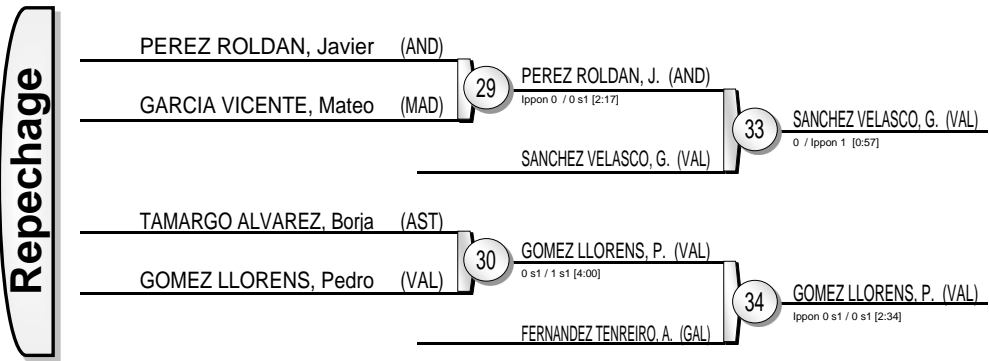 Repechage
PEREZ ROLDAN, Javier (AND)
GARCIA VICENTE, Mateo (MAD)
29
PEREZ ROLDAN, J. (AND)
Ippon 0 / 0 s1 [2:17]
SANCHEZ VELASCO, G. (VAL)
33
SANCHEZ VELASCO, G. (VAL)
0 / Ippon 1 [0:57]
TAMARGO ALVAREZ, Borja (AST)
GOMEZ LLORENS, Pedro (VAL)
30
GOMEZ LLORENS, P. (VAL)
0 s1 / 1 s1 [4:00]
FERNANDEZ TENREIRO, A. (GAL)
34
GOMEZ LLORENS, P. (VAL)
Ippon 0 s1 / 0 s1 [2:34]